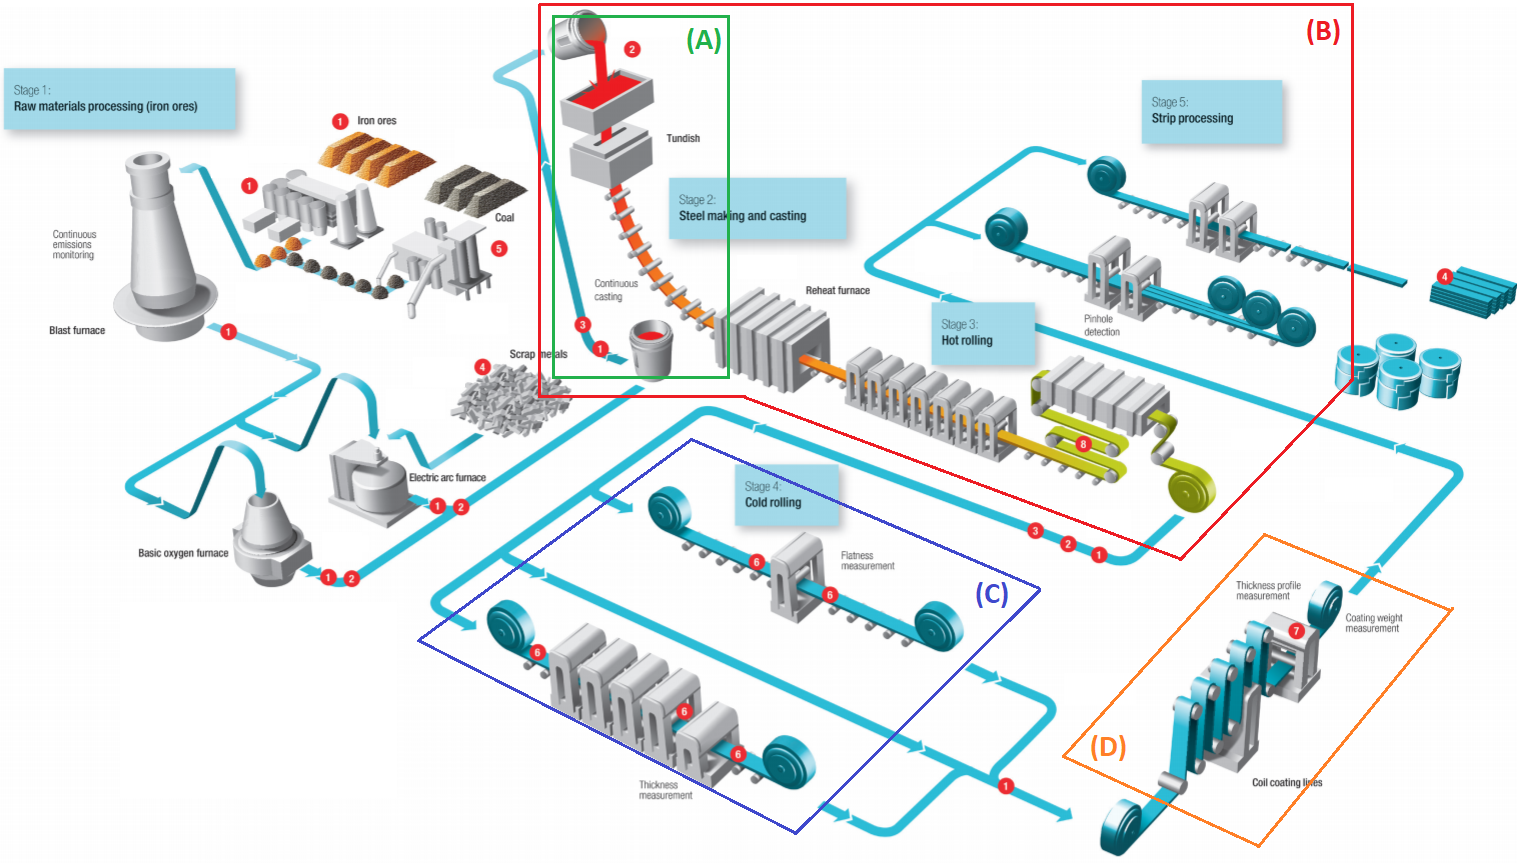 (A)
(B)
Stage 1:
Raw materials processing (iron ores)
2
1
Iron ores
Tundish
Stage 5:
Strip processing
1
Coal
Stage 2:
Steel making and casting
Continuous
emissions
monitoring
5
4
Continuous
casting
Reheat furnace
Pinhole
detection
Stage 3:
Hot rolling
Blast furnace
1
3
1
Scrap metals
4
8
Electric arc furnace
1
2
Stage 4:
Cold rolling
Basic oxygen furnace
1
2
3
2
1
6
Flatness
measurement
6
(C)
Thickness profile
measurement
Coating weight
measurement
7
6
6
6
(D)
Thickness
measurement
1
Coil coating lines